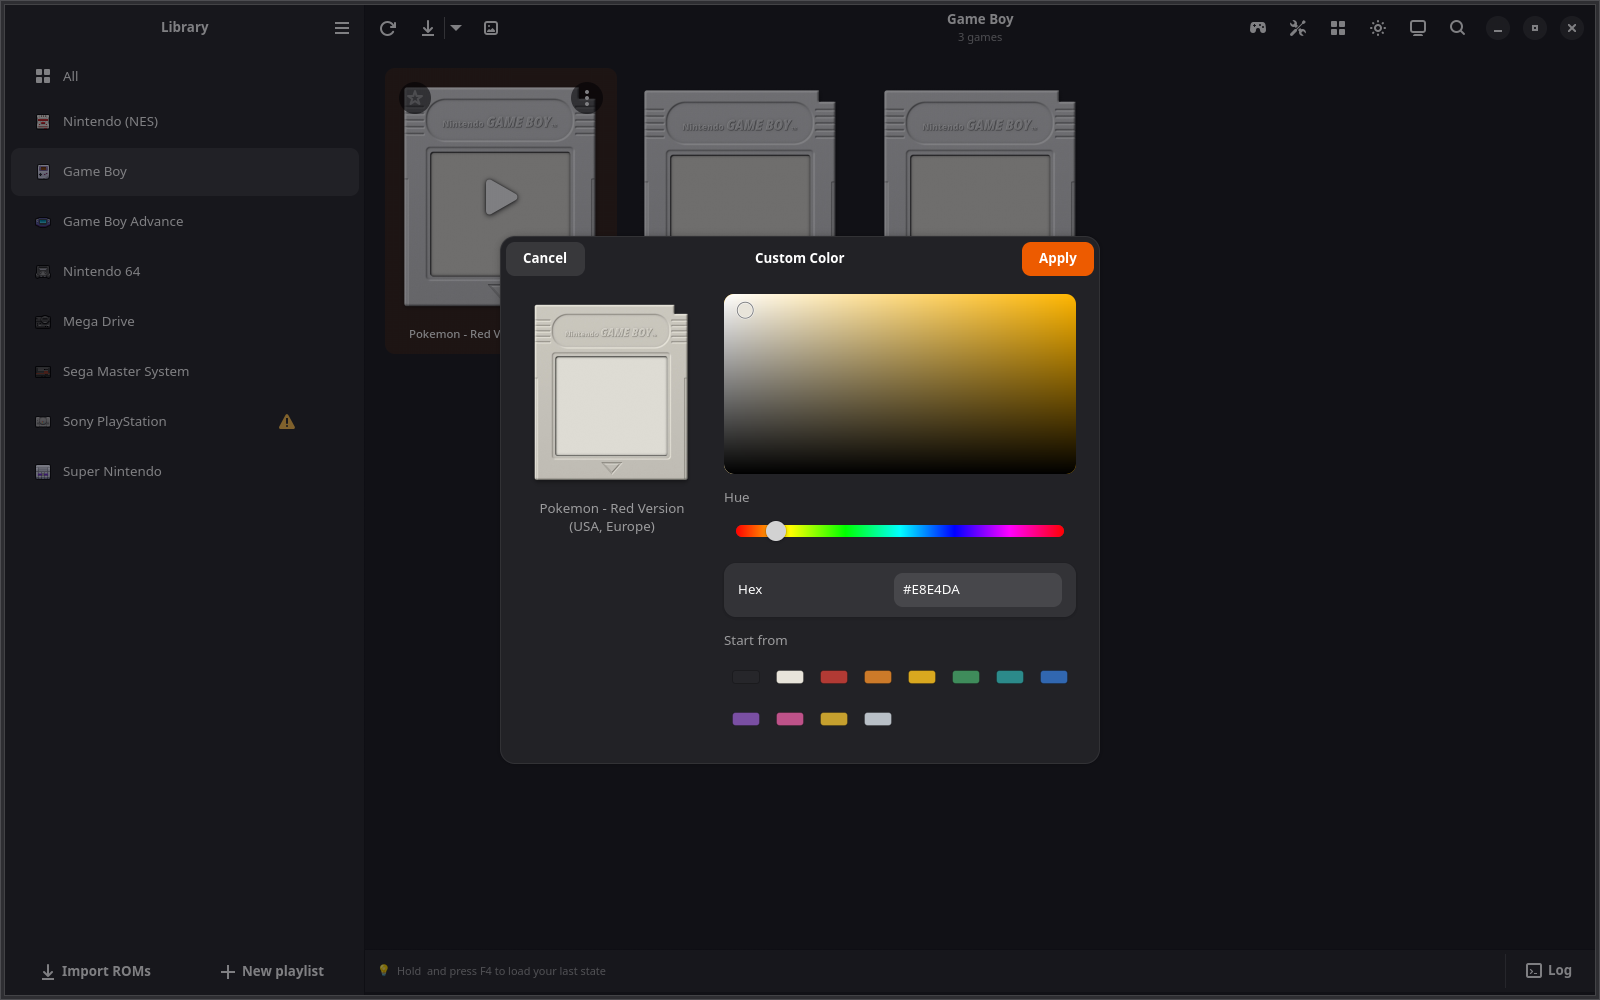 Library
Game Boy
3 games
All
Nintendo (NES)
Game Boy
Game Boy Advance
Nintendo 64
Mega Drive
Sega Master System
Sony PlayStation
Super Nintendo
Import ROMs
New playlist
Nintendo GAME BOY
Nintendo GAME BOY
Nintendo GAME BOY
Pokemon - Red V
Cancel
Custom Color
Apply
Nintendo GAME BOY
Pokemon - Red Version
(USA, Europe)
Hue
Hex
#E8E4DA
Start from
Hold and press F4 to load your last state
Log